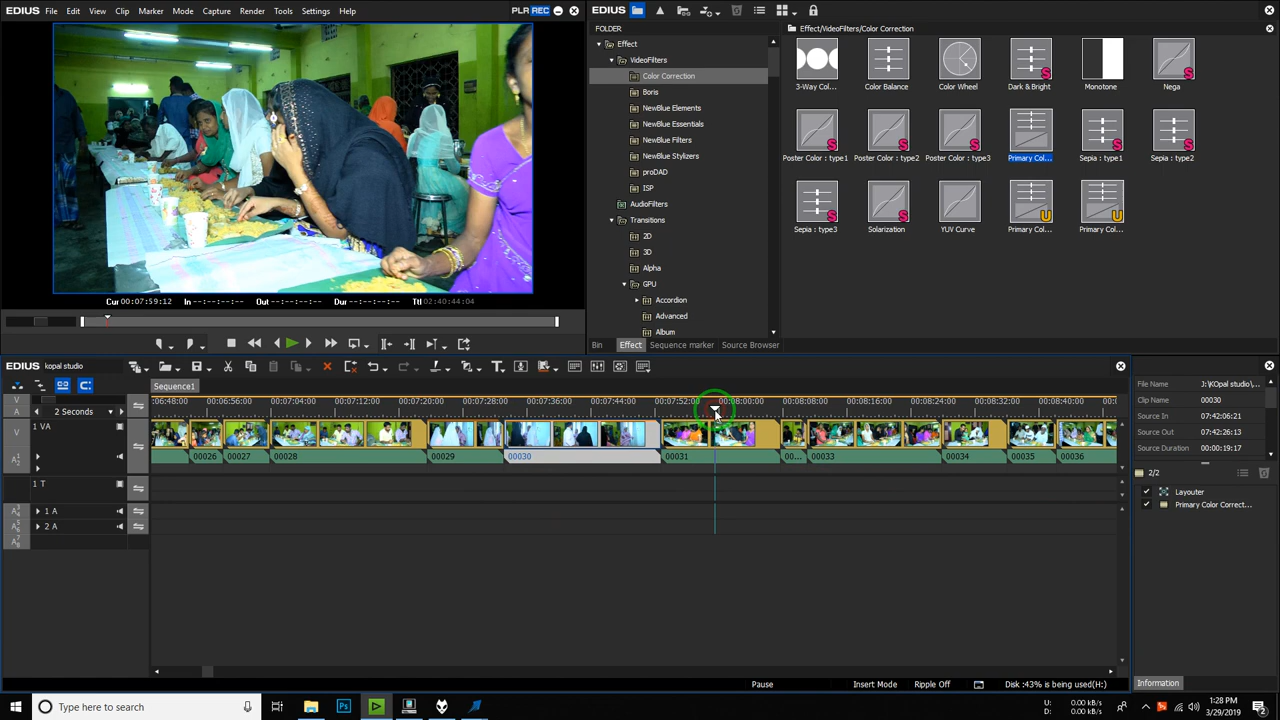 EDIUS File Edit View Clip Marker Mode Capture Render Tools Settings Help PLR REC
Cur 00:07:59:12 In --:--:--:-- Out --:--:--:-- Dur --:--:--:-- Ttl 02:40:44:04
EDIUS
FOLDER
Effect
VideoFilters
Color Correction
Boris
NewBlue Elements
NewBlue Essentials
NewBlue Filters
NewBlue Stylizers
proDAD
ISP
AudioFilters
Transitions
2D
3D
Alpha
GPU
Accordion
Advanced
Album
Effect/VideoFilters/Color Correction
3-Way Col... Color Balance Color Wheel Dark & Bright Monotone Nega
Poster Color : type1 Poster Color : type2 Poster Color : type3 Primary Col... Sepia : type1 Sepia : type2
Sepia : type3 Solarization YUV Curve Primary Col... Primary Col...
Bin Effect Sequence marker Source Browser
EDIUS kopal studio
Sequence1
2 Seconds
:06:48:00 00:06:56:00 00:07:04:00 00:07:12:00 00:07:20:00 00:07:28:00 00:07:36:00 00:07:44:00 00:07:52:00 00:08:00:00 00:08:08:00 00:08:16:00 00:08:24:00 00:08:32:00 00:08:40:00
1 VA
00026 00027 00028 00029 00030 00031 00... 00033 00034 00035 00036
1 T
1 A
2 A
File Name J:\KOpal studio\...
Clip Name 00030
Source In 07:42:06:21
Source Out 07:42:26:13
Source Duration 00:00:19:17
2/2
Layouter
Primary Color Correct...
Information
Pause Insert Mode Ripple Off Disk :43% is being used(H:)
Type here to search
U: 0.00 kB/s
D: 0.00 kB/s
1:28 PM
3/29/2019